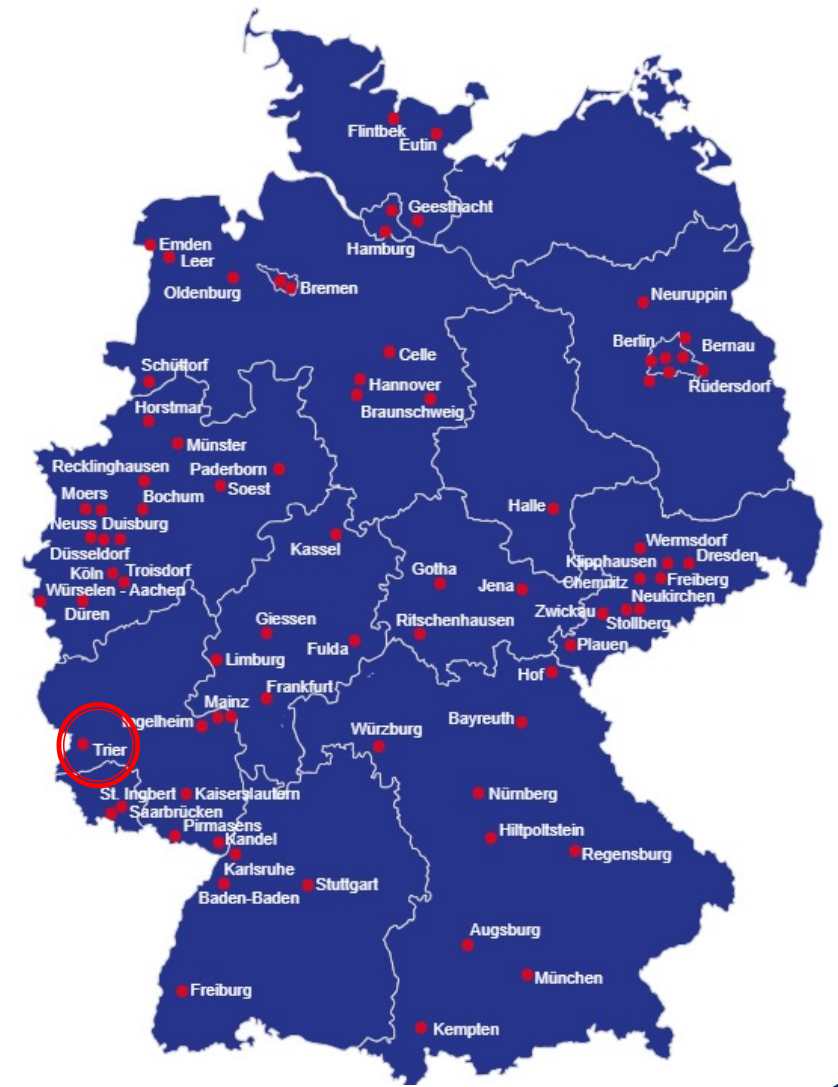 Flintbek
Eutin
Geesthacht
Hamburg
Emden
Leer
Oldenburg
Bremen
Neuruppin
Berlin
Bernau
Rüdersdorf
Celle
Schüttorf
Hannover
Braunschweig
Horstmar
Münster
Recklinghausen
Paderborn
Soest
Moers
Bochum
Neuss Duisburg
Düsseldorf
Köln
Troisdorf
Würselen - Aachen
Düren
Halle
Kassel
Wermsdorf
Klipphausen
Dresden
Gotha
Jena
Chemnitz
Freiberg
Neukirchen
Zwickau
Stollberg
Giessen
Fulda
Ritschenhausen
Plauen
Limburg
Hof
Frankfurt
Mainz
Ingelheim
Bayreuth
Würzburg
Trier
St. Ingbert
Kaiserslautern
Saarbrücken
Nürnberg
Pirmasens
Kandel
Hiltpoltstein
Regensburg
Karlsruhe
Stuttgart
Baden-Baden
Augsburg
München
Freiburg
Kempten